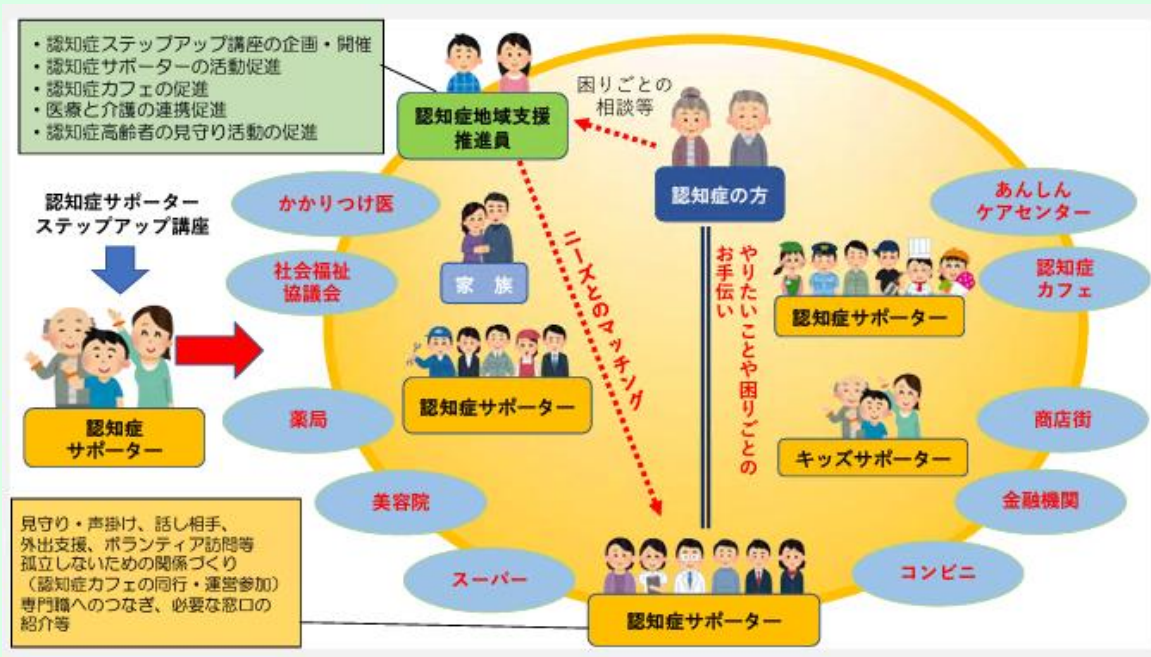 ・認知症ステップアップ講座の企画・開催
・認知症サポーターの活動促進
・認知症カフェの促進
・医療と介護の連携促進
・認知症高齢者の見守り活動の促進
認知症地域支援
推進員
困りごとの
相談等
認知症の方
認知症サポーター
ステップアップ講座
認知症
サポーター
かかりつけ医
社会福祉
協議会
薬局
美容院
スーパー
家 族
認知症サポーター
ニーズとのマッチング
やりたいことや困りごとの
お手伝い
認知症サポーター
キッズサポーター
あんしん
ケアセンター
認知症
カフェ
商店街
金融機関
コンビニ
認知症サポーター
見守り・声掛け、話し相手、
外出支援、ボランティア訪問等
孤立しないための関係づくり
（認知症カフェの同行・運営参加）
専門職へのつなぎ、必要な窓口の
紹介等